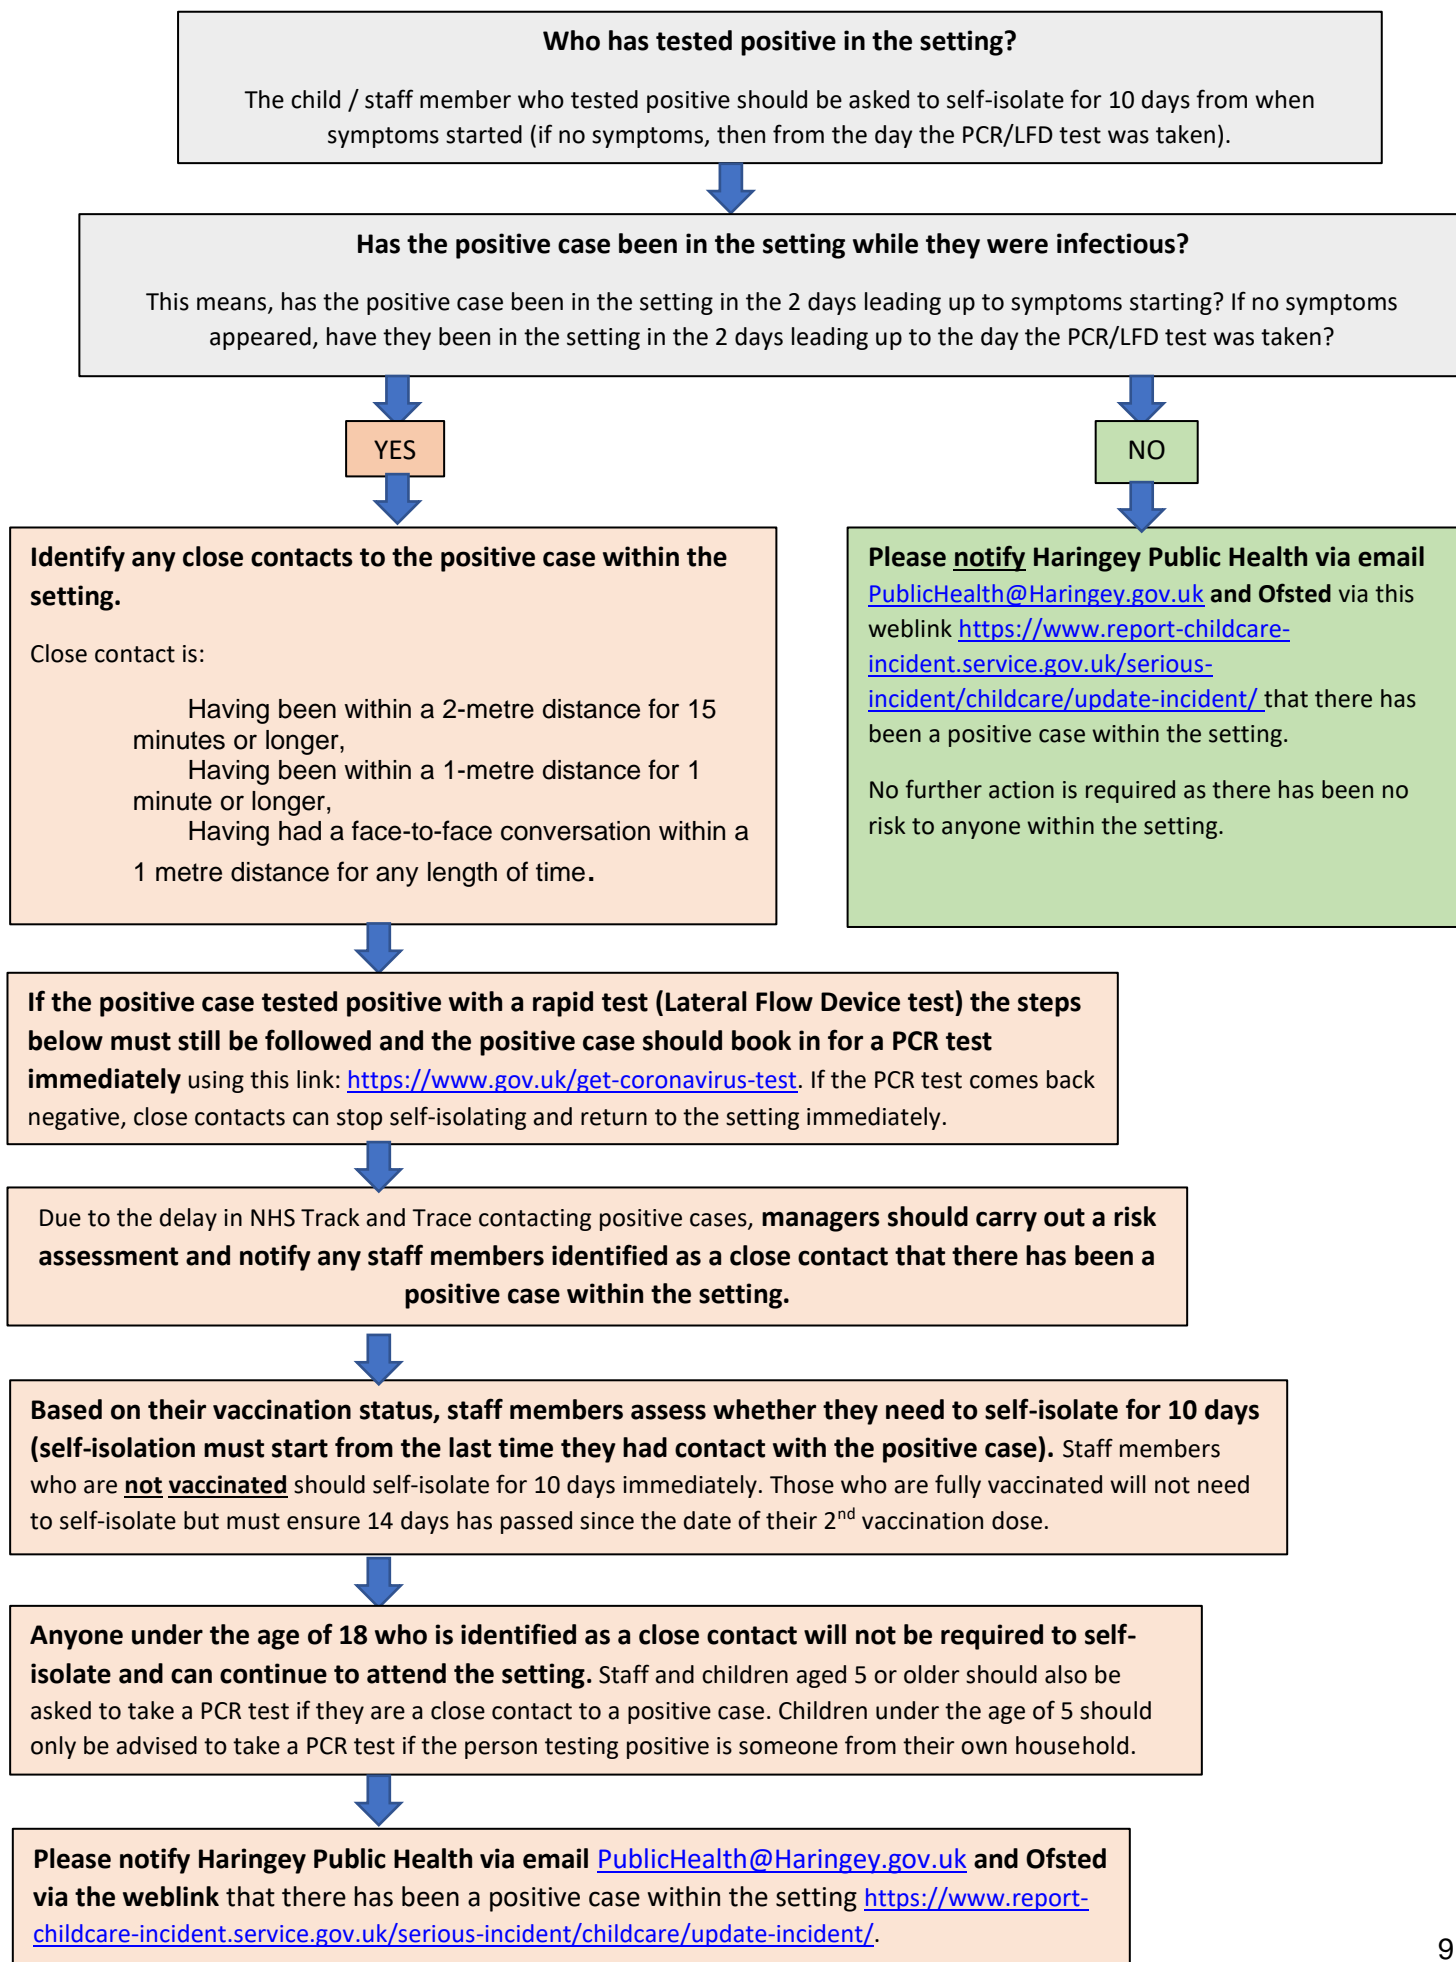 Who has tested positive in the setting?
The child / staff member who tested positive should be asked to self-isolate for 10 days from when
symptoms started (if no symptoms, then from the day the PCR/LFD test was taken).
Has the positive case been in the setting while they were infectious?
This means, has the positive case been in the setting in the 2 days leading up to symptoms starting? If no symptoms
appeared, have they been in the setting in the 2 days leading up to the day the PCR/LFD test was taken?
YES
NO
Identify any close contacts to the positive case within the
setting.
Close contact is:
Having been within a 2-metre distance for 15
minutes or longer,
Having been within a 1-metre distance for 1
minute or longer,
Having had a face-to-face conversation within a
1 metre distance for any length of time.
Please notify Haringey Public Health via email
PublicHealth@Haringey.gov.uk and Ofsted via this
weblink https://www.report-childcare-
incident.service.gov.uk/serious-
incident/childcare/update-incident/ that there has
been a positive case within the setting.
No further action is required as there has been no
risk to anyone within the setting.
If the positive case tested positive with a rapid test (Lateral Flow Device test) the steps
below must still be followed and the positive case should book in for a PCR test
immediately using this link: https://www.gov.uk/get-coronavirus-test. If the PCR test comes back
negative, close contacts can stop self-isolating and return to the setting immediately.
Due to the delay in NHS Track and Trace contacting positive cases, managers should carry out a risk
assessment and notify any staff members identified as a close contact that there has been a
positive case within the setting.
Based on their vaccination status, staff members assess whether they need to self-isolate for 10 days
(self-isolation must start from the last time they had contact with the positive case). Staff members
who are not vaccinated should self-isolate for 10 days immediately. Those who are fully vaccinated will not need
to self-isolate but must ensure 14 days has passed since the date of their 2nd vaccination dose.
Anyone under the age of 18 who is identified as a close contact will not be required to self-
isolate and can continue to attend the setting. Staff and children aged 5 or older should also be
asked to take a PCR test if they are a close contact to a positive case. Children under the age of 5 should
only be advised to take a PCR test if the person testing positive is someone from their own household.
Please notify Haringey Public Health via email PublicHealth@Haringey.gov.uk and Ofsted
via the weblink that there has been a positive case within the setting https://www.report-
childcare-incident.service.gov.uk/serious-incident/childcare/update-incident/.
9